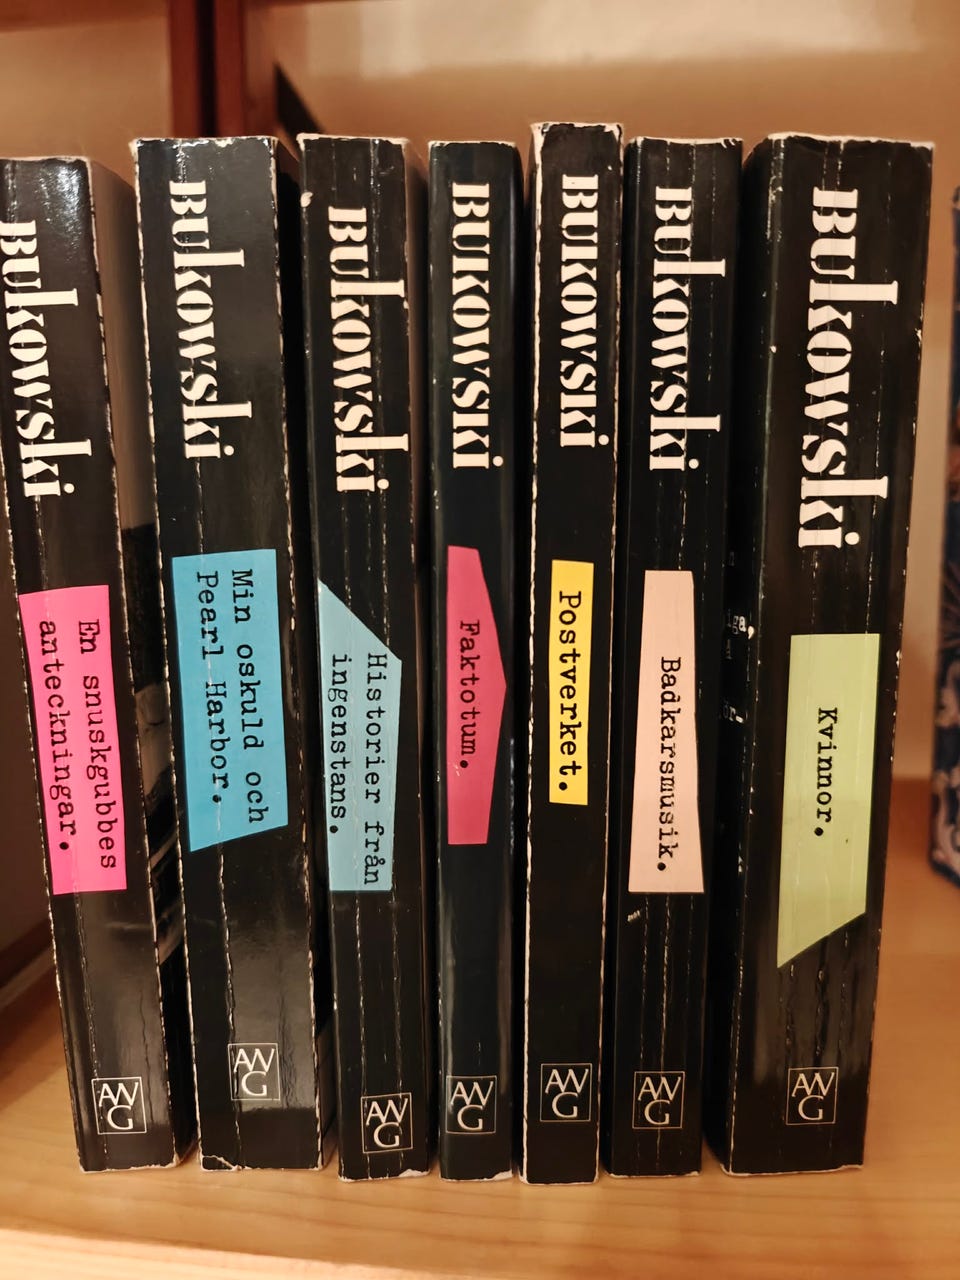 Bukowski
En snuskgubbes
anteckningar.
AWG
Bukowski
Min oskuld och
Pearl Harbor.
AWG
Bukowski
Historier från
ingenstans.
AWG
Bukowski
Faktotum.
AWG
Bukowski
Postverket.
AWG
Bukowski
Badkarsmusik.
AWG
Bukowski
Kvinnor.
AWG